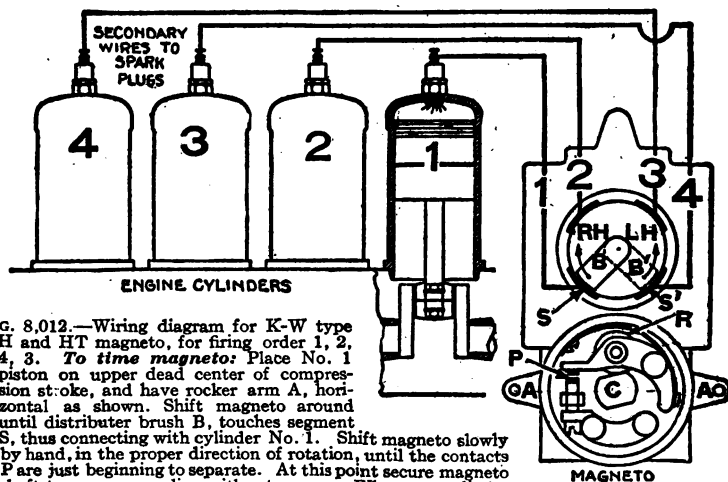 SECONDARY
WIRES TO
SPARK
PLUGS
4
3
2
1
1
2
3
4
RH
LH
B
B'
S
S'
R
P
A
C
A
ENGINE CYLINDERS
MAGNETO
G. 8,012.—Wiring diagram for K-W type
H and HT magneto, for firing order 1, 2,
4, 3. To time magneto: Place No. 1
piston on upper dead center of compres-
sion stroke, and have rocker arm A, hori-
zontal as shown. Shift magneto around
until distributer brush B, touches segment
S, thus connecting with cylinder No. 1. Shift magneto slowly
by hand, in the proper direction of rotation, until the contacts
P are just beginning to separate. At this point secure magneto